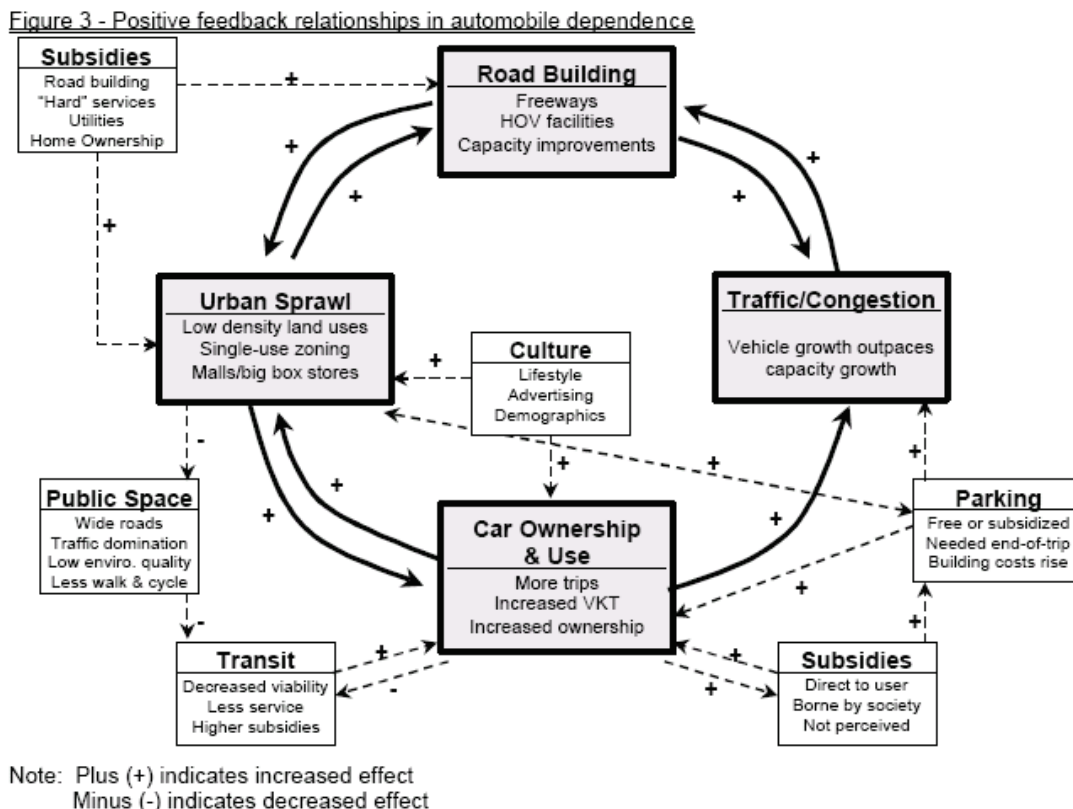 Figure 3 - Positive feedback relationships in automobile dependence
Subsidies
Road building
"Hard" services
Utilities
Home Ownership
+
+
Road Building
Freeways
HOV facilities
Capacity improvements
+
+
+
+
Urban Sprawl
Low density land uses
Single-use zoning
Malls/big box stores
Culture
Lifestyle
Advertising
Demographics
+
+
Traffic/Congestion
Vehicle growth outpaces
capacity growth
-
+
+
+
+
+
Public Space
Wide roads
Traffic domination
Low enviro. quality
Less walk & cycle
Car Ownership
& Use
More trips
Increased VKT
Increased ownership
Parking
Free or subsidized
Needed end-of-trip
Building costs rise
-
+
+
Transit
Decreased viability
Less service
Higher subsidies
+
-
+
+
Subsidies
Direct to user
Borne by society
Not perceived
Note: Plus (+) indicates increased effect
Minus (-) indicates decreased effect